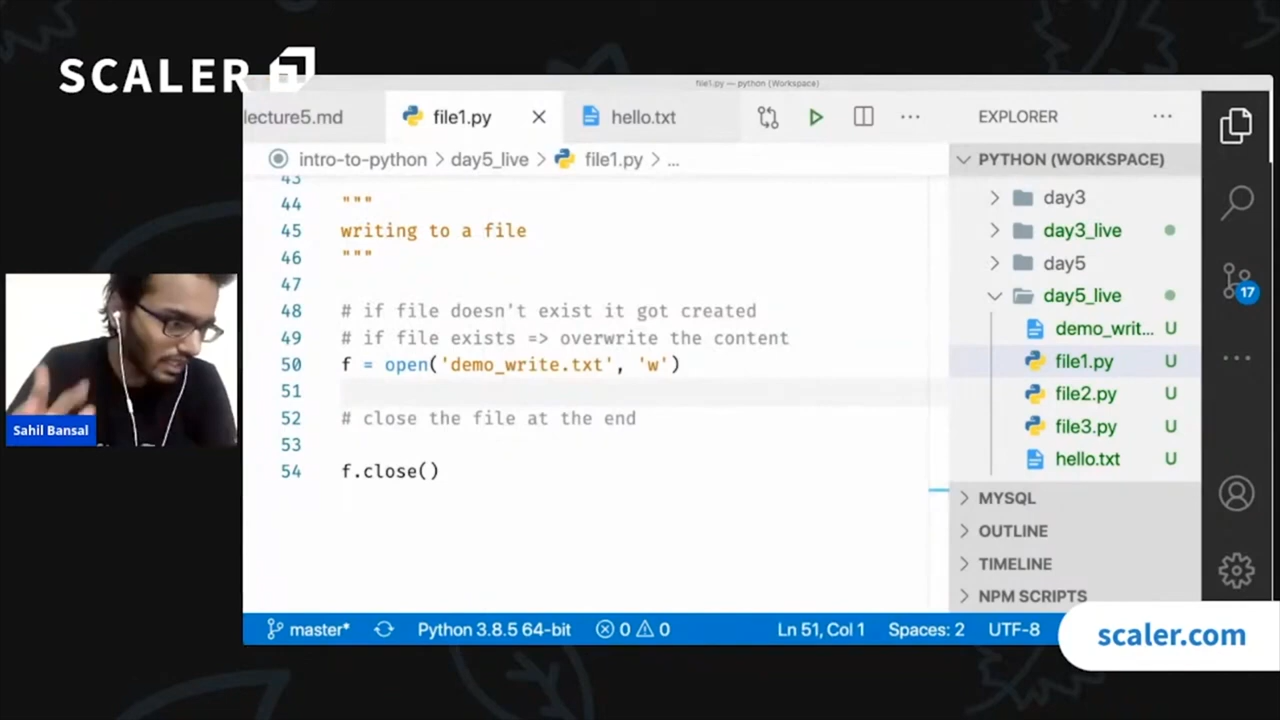 SCALER
file1.py — python (Workspace)
lecture5.md
file1.py
hello.txt
EXPLORER
intro-to-python > day5_live > file1.py > ...
PYTHON (WORKSPACE)
43
44 """
45 writing to a file
46 """
47
48 # if file doesn't exist it got created
49 # if file exists => overwrite the content
50 f = open('demo_write.txt', 'w')
51
52 # close the file at the end
53
54 f.close()
day3
day3_live
day5
day5_live
demo_writ... U
file1.py U
file2.py U
file3.py U
hello.txt U
MYSQL
OUTLINE
TIMELINE
NPM SCRIPTS
17
Sahil Bansal
master*
Python 3.8.5 64-bit
0
0
Ln 51, Col 1
Spaces: 2
UTF-8
scaler.com